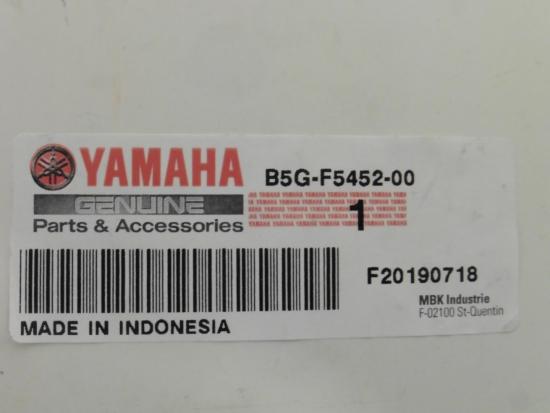 YAMAHA
B5G-F5452-00
GENUINE
Parts & Accessories
1
F20190718
MBK Industrie
F-02100 St-Quentin
MADE IN INDONESIA